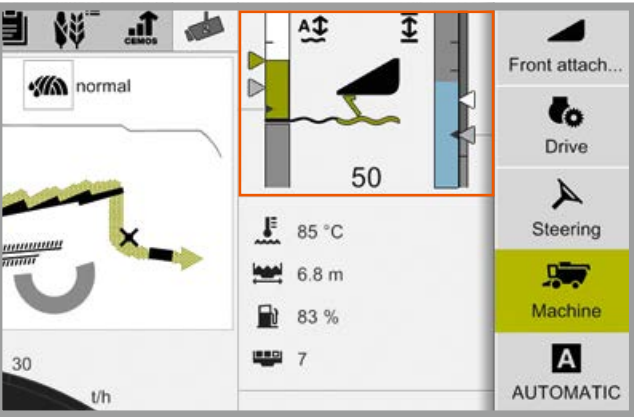 CEMOS
normal
30
t/h
A
50
85 °C
6.8 m
83 %
7
Front attach...
Drive
Steering
Machine
A
AUTOMATIC